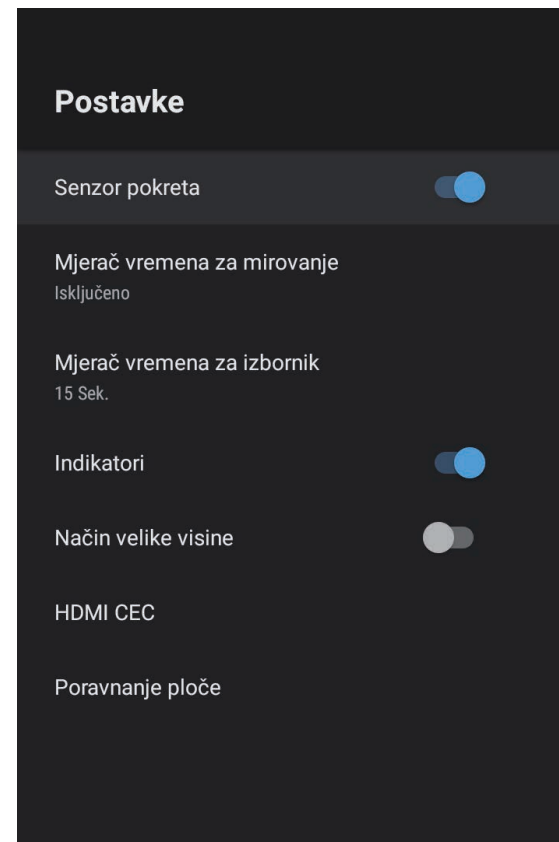 Postavke
Senzor pokreta
Mjerač vremena za mirovanje
Isključeno
Mjerač vremena za izbornik
15 Sek.
Indikatori
Način velike visine
HDMI CEC
Poravnanje ploče